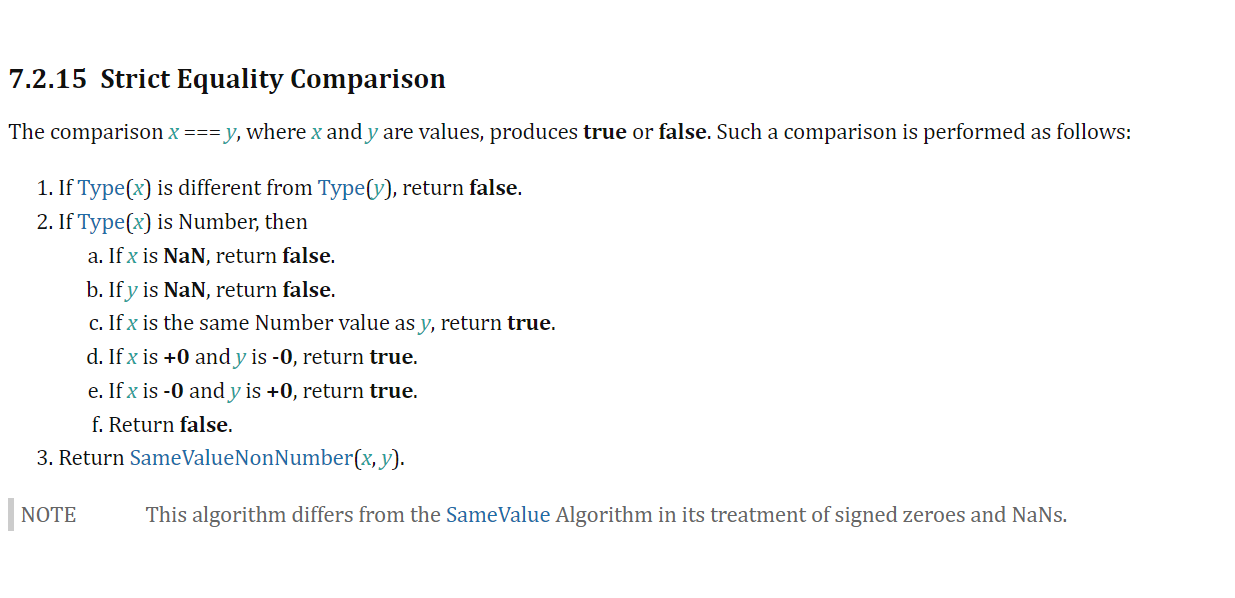 7.2.15 Strict Equality Comparison
The comparison x === y, where x and y are values, produces true or false. Such a comparison is performed as follows:
1. If Type(x) is different from Type(y), return false.
2. If Type(x) is Number, then
a. If x is NaN, return false.
b. If y is NaN, return false.
c. If x is the same Number value as y, return true.
d. If x is +0 and y is -0, return true.
e. If x is -0 and y is +0, return true.
f. Return false.
3. Return SameValueNonNumber(x, y).
NOTE This algorithm differs from the SameValue Algorithm in its treatment of signed zeroes and NaNs.